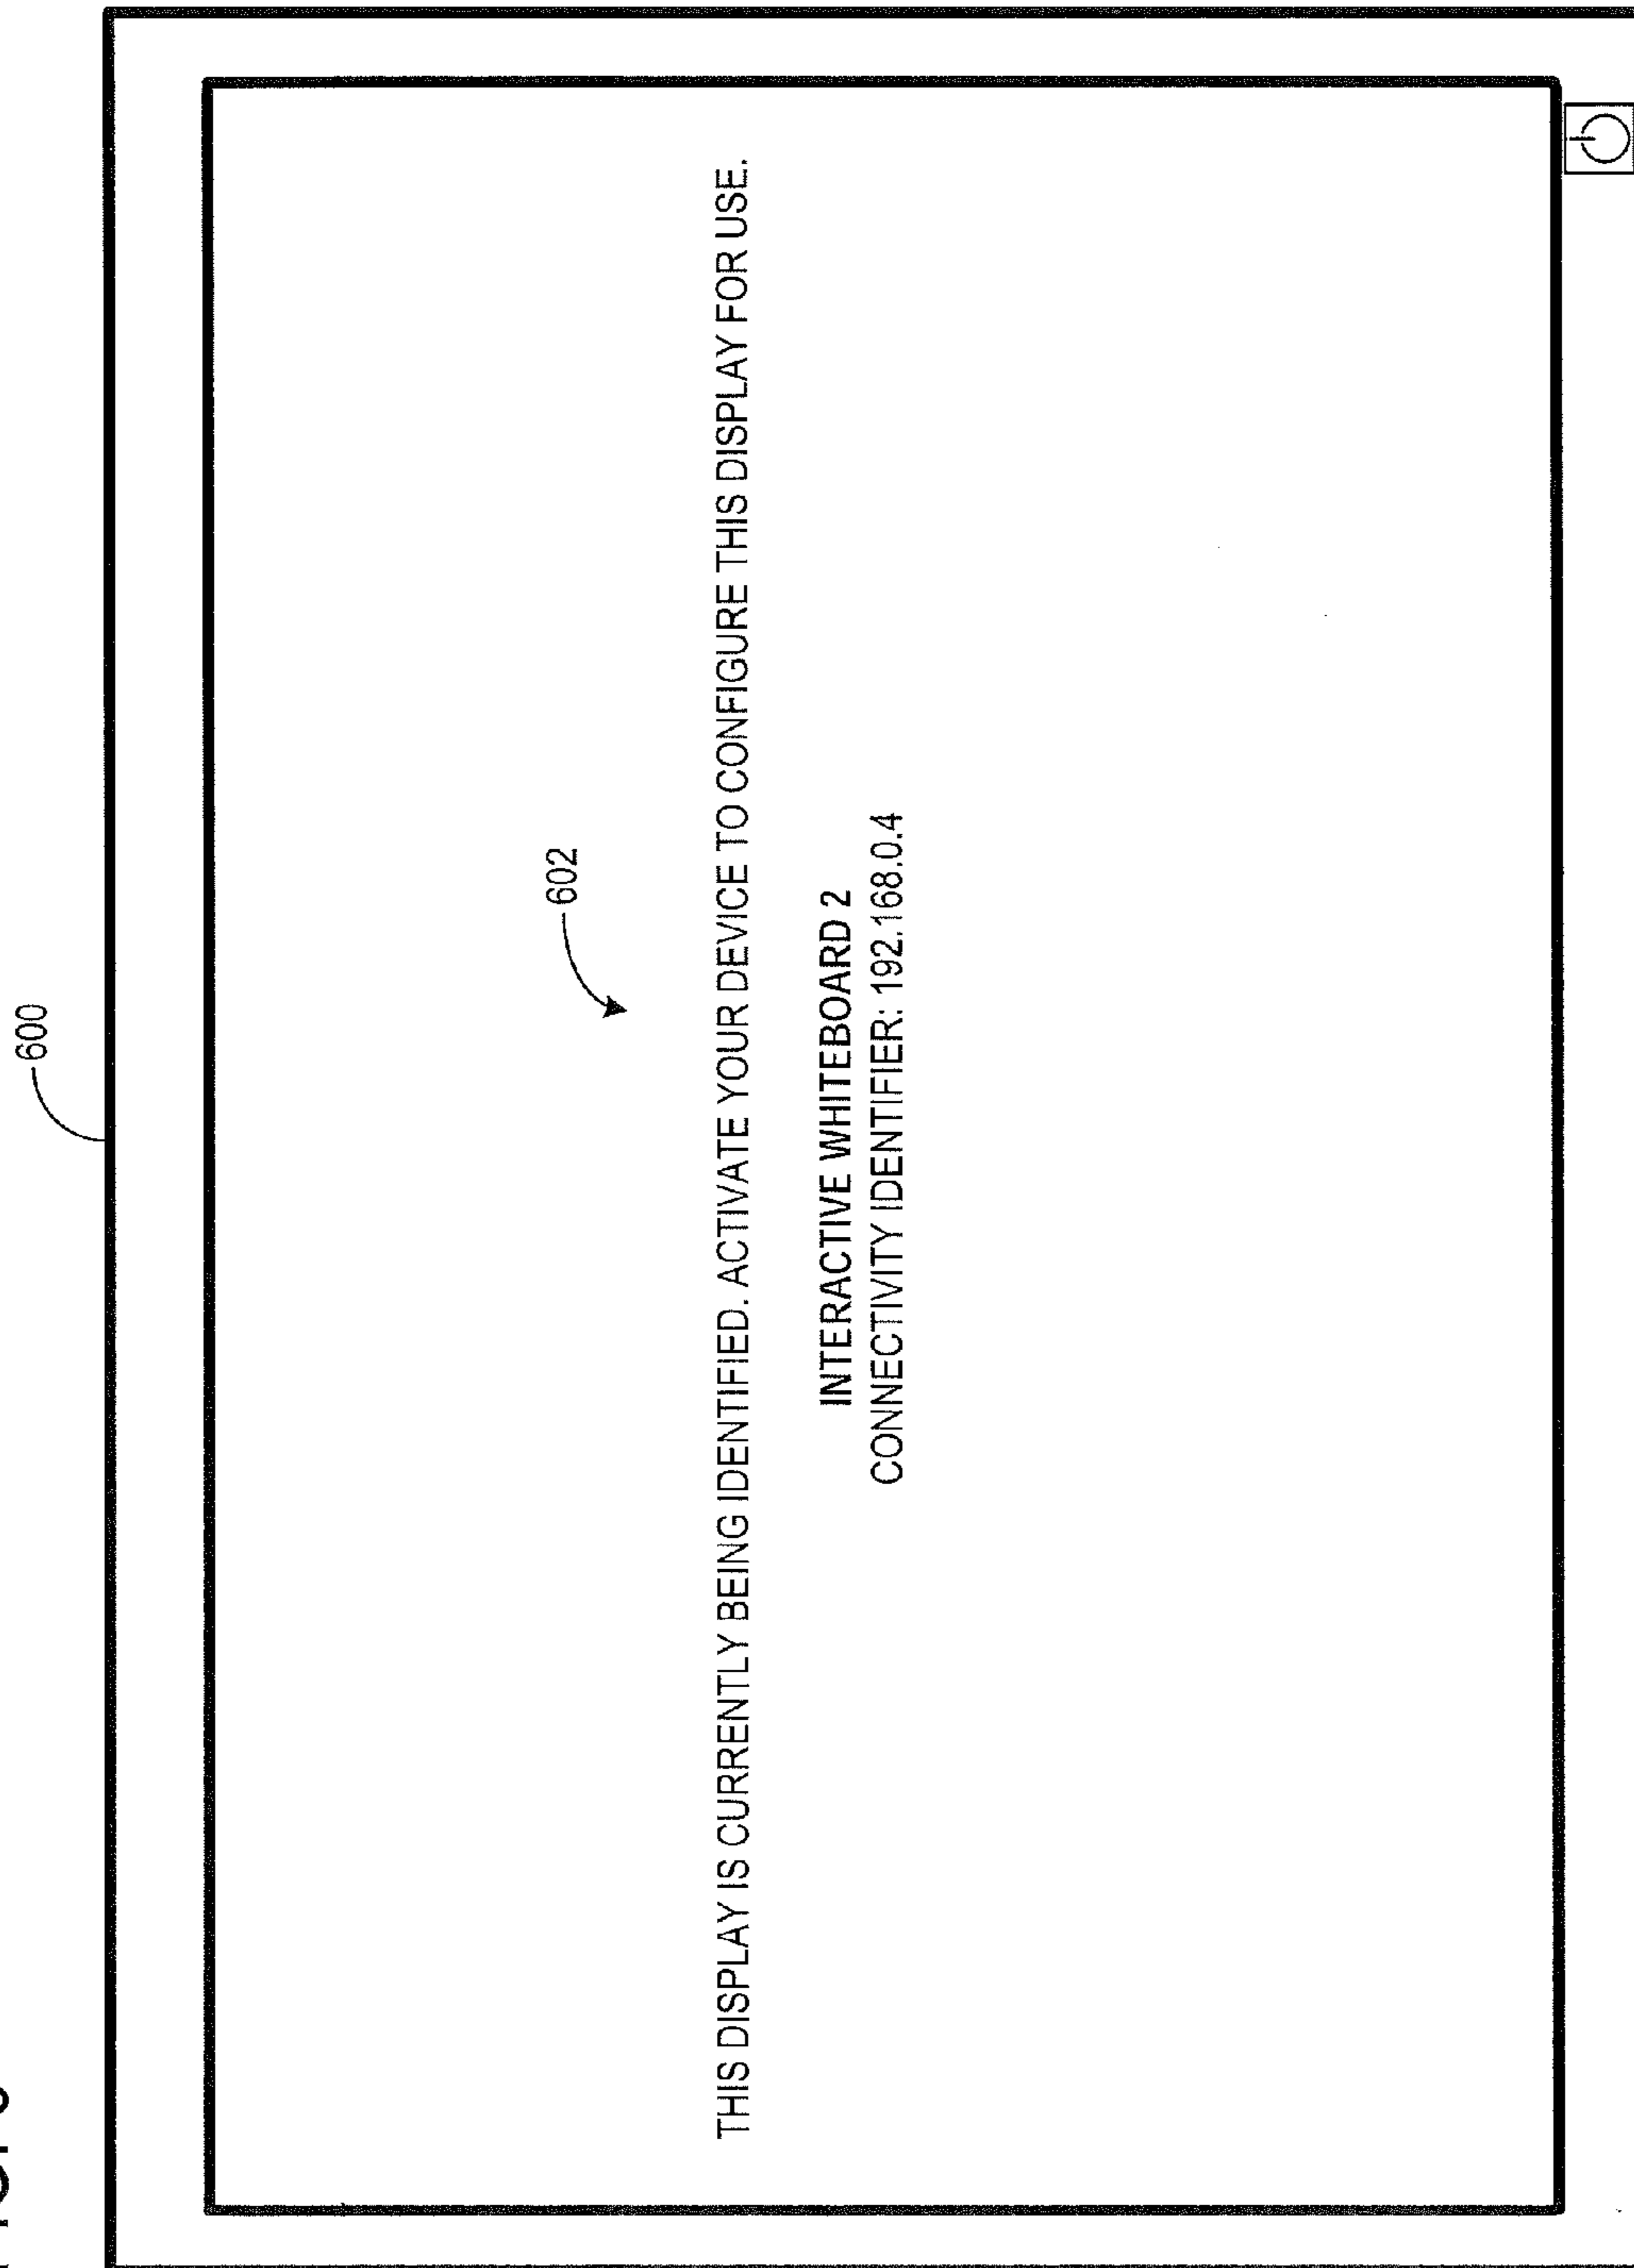 600
602
THIS DISPLAY IS CURRENTLY BEING IDENTIFIED. ACTIVATE YOUR DEVICE TO CONFIGURE THIS DISPLAY FOR USE.
INTERACTIVE WHITEBOARD 2
CONNECTIVITY IDENTIFIER: 192.168.0.4